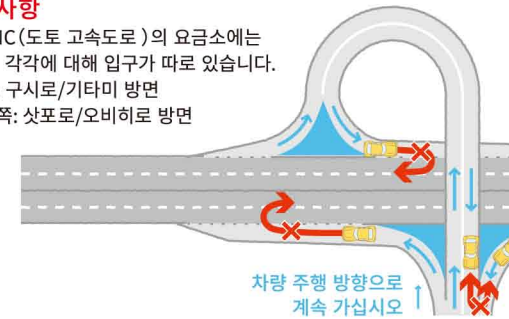 사항
IC(도토 고속도로)의 요금소에는
각각에 대해 입구가 따로 있습니다.
구시로/기타미 방면
쪽: 삿포로/오비히로 방면
차량 주행 방향으로
계속 가십시오